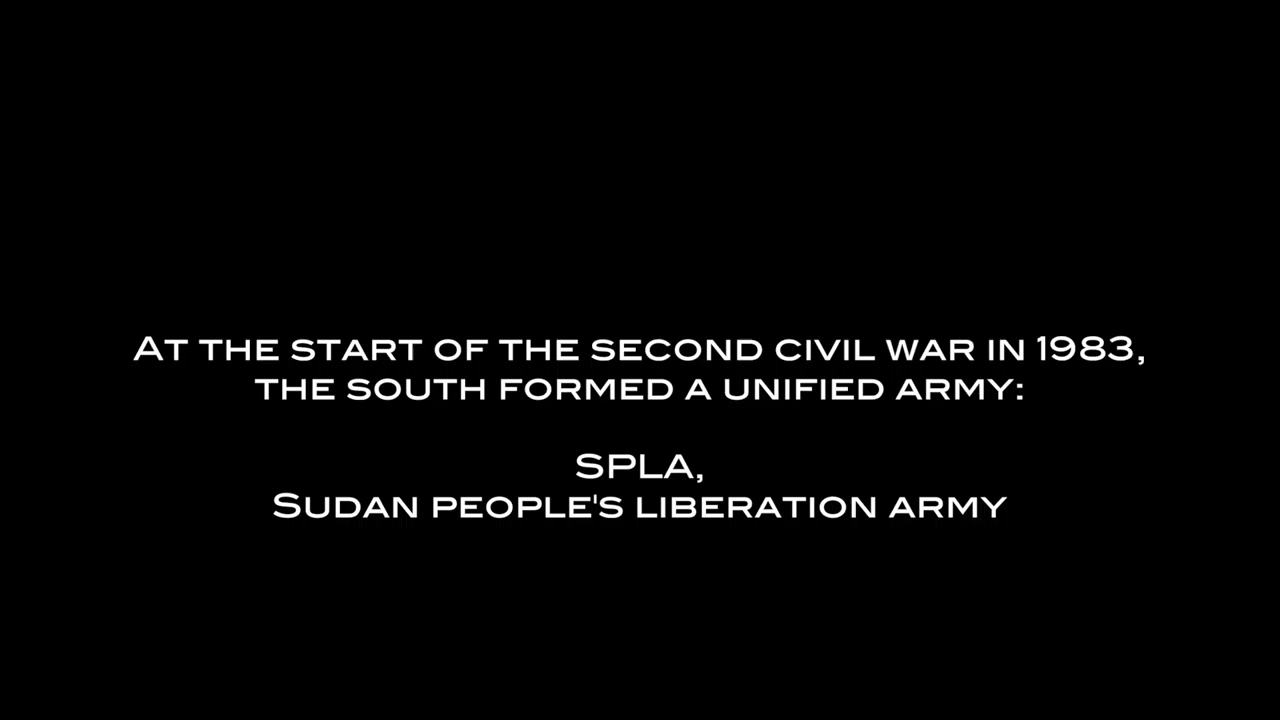 At the start of the second civil war in 1983,
the south formed a unified army:
SPLA,
Sudan people's liberation army